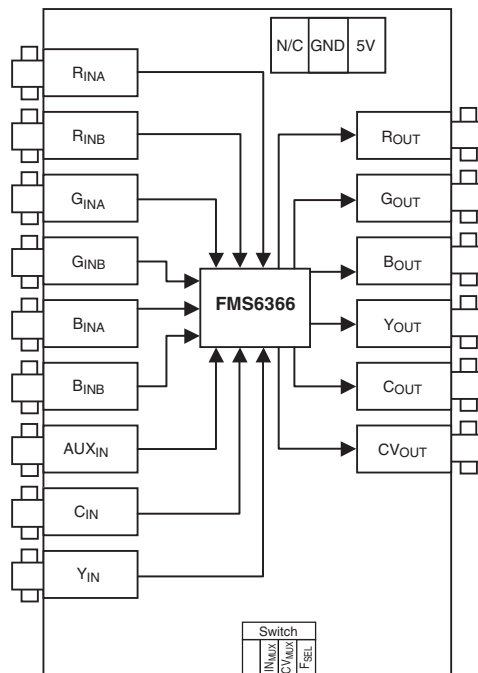 N/C GND 5V
RINA
RINB
GINA
GINB
BINA
BINB
AUXIN
CIN
YIN
FMS6366
ROUT
GOUT
BOUT
YOUT
COUT
CVOUT
Switch
INMUX
CVMUX
FSEL